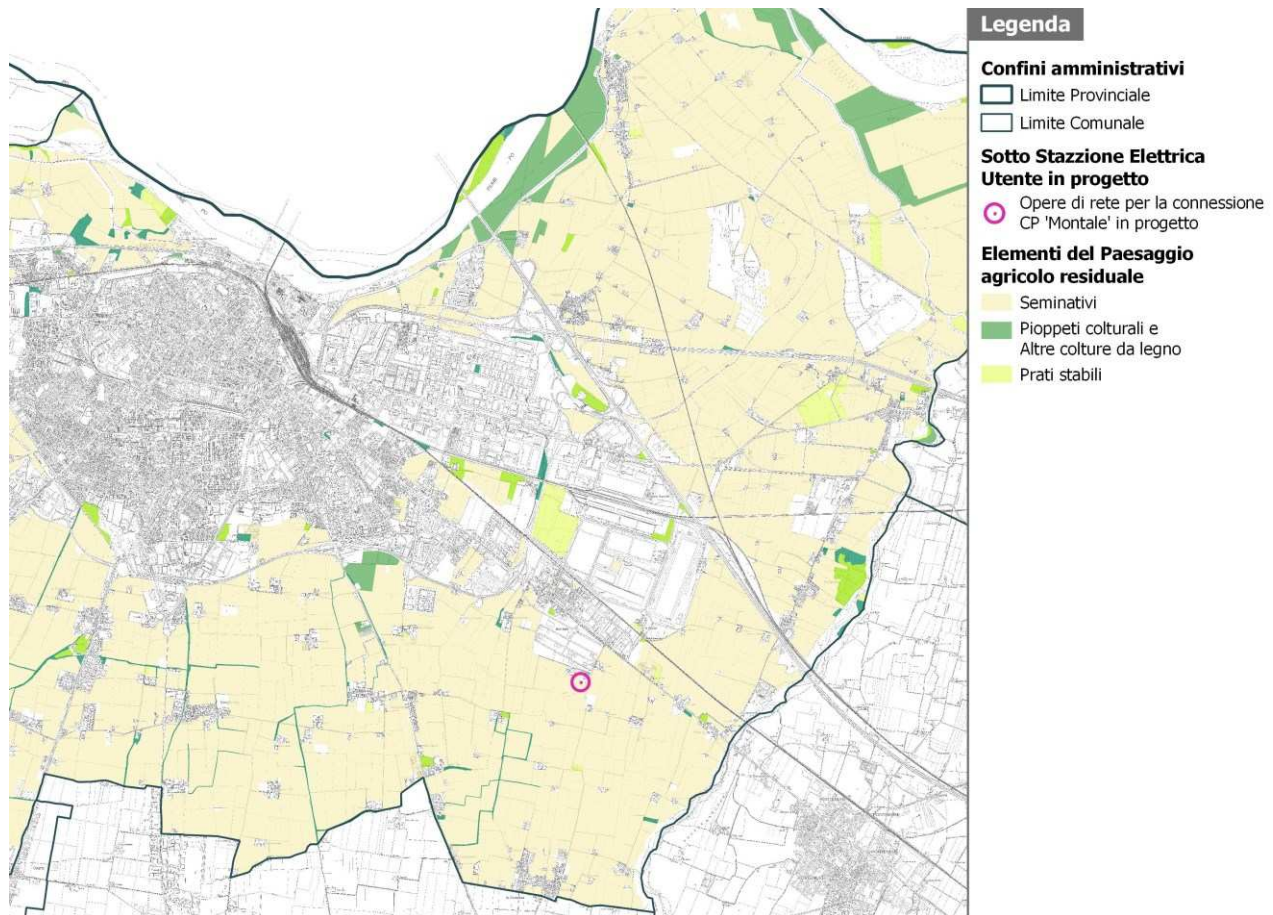 Legenda
Confini amministrativi
Limite Provinciale
Limite Comunale
Sotto Stazzione Elettrica
Utente in progetto
Opere di rete per la connessione
CP 'Montale' in progetto
Elementi del Paesaggio
agricolo residuale
Seminativi
Pioppeti colturali e
Altre colture da legno
Prati stabili